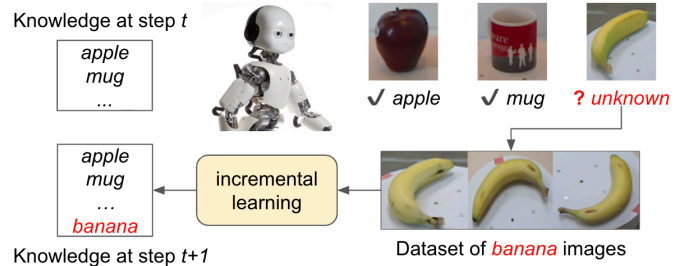 Knowledge at step t
apple
mug
...
✓ apple
✓ mug
? unknown
apple
mug
...
banana
incremental
learning
Dataset of banana images
Knowledge at step t+1